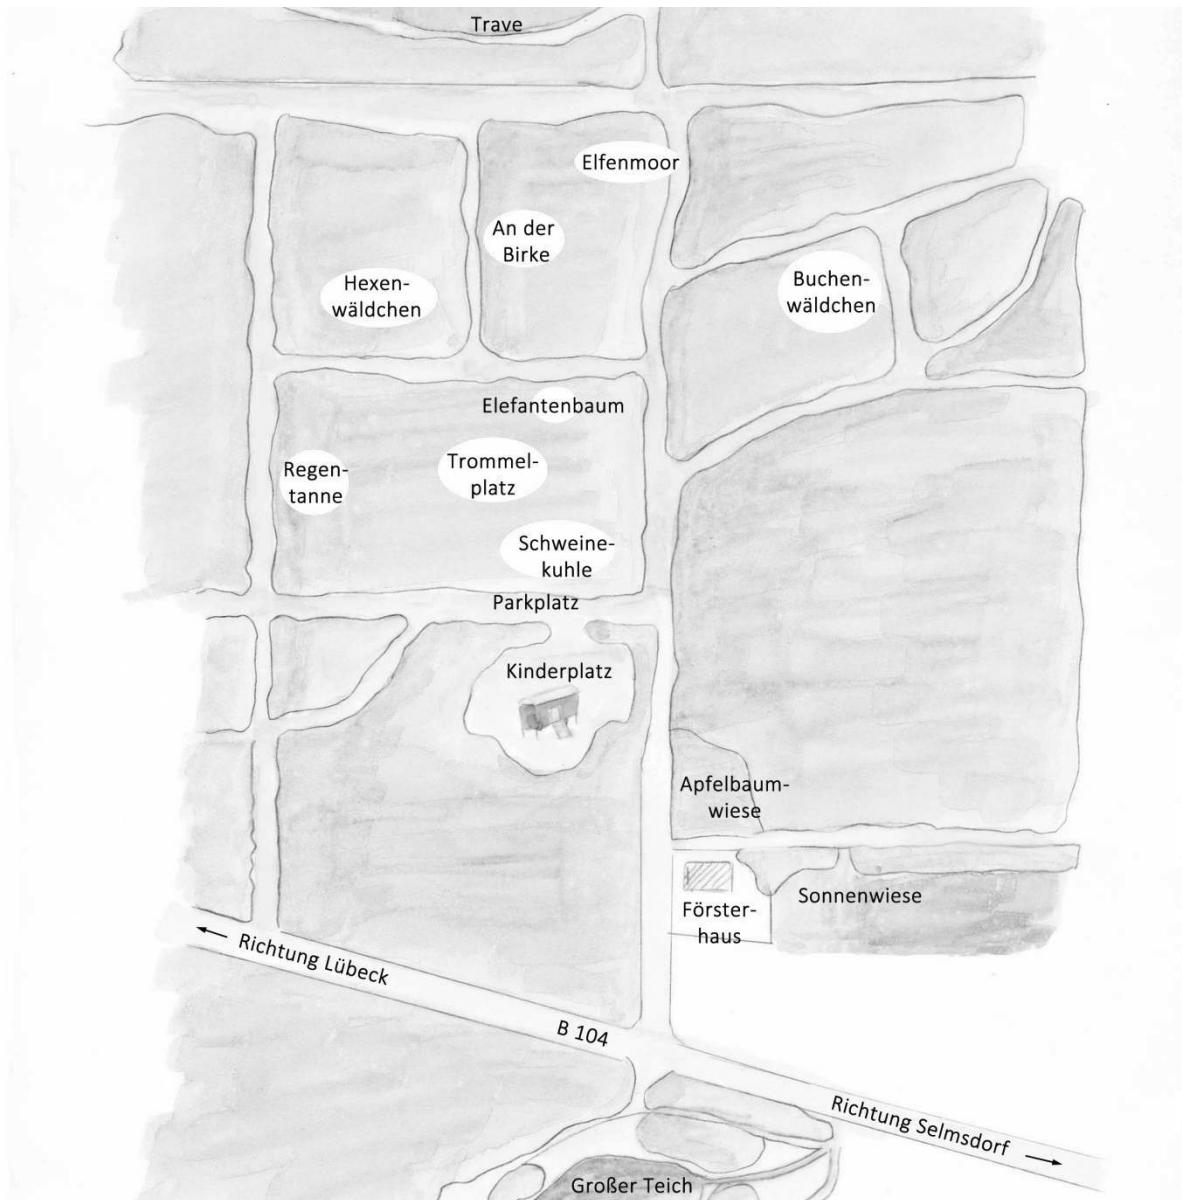 Trave
Elfenmoor
An der
Birke
Hexen-
wäldchen
Buchen-
wäldchen
Elefantenbaum
Regen-
tanne
Trommel-
platz
Schweine-
kuhle
Parkplatz
Kinderplatz
Apfelbaum-
wiese
Förster-
haus
Sonnenwiese
← Richtung Lübeck
B 104
Richtung Selmsdorf →
Großer Teich